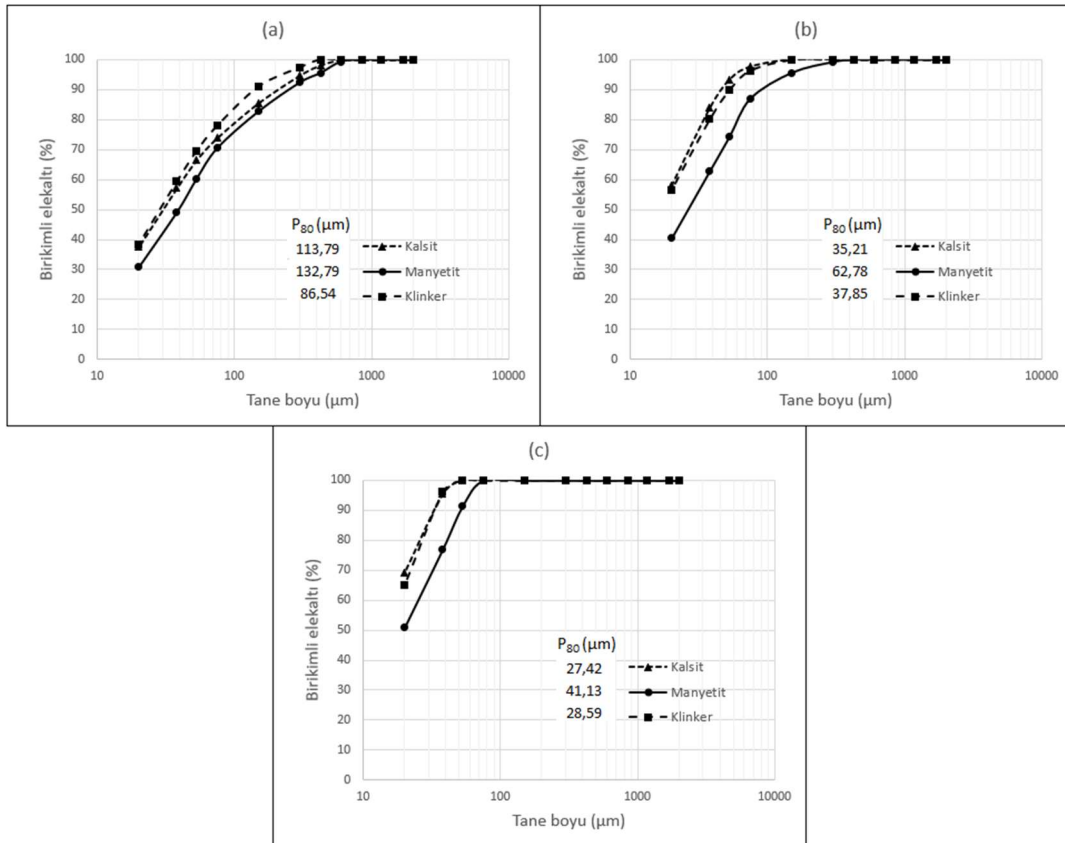 (a)
Birikimli elekaltı (%)
100
90
80
70
60
50
40
30
20
10
0
P80 (µm)
113,79 Kalsit
132,79 Manyetit
86,54 Klinker
10 100 1000 10000
Tane boyu (µm)
(b)
Birikimli elekaltı (%)
100
90
80
70
60
50
40
30
20
10
0
P80 (µm)
35,21 Kalsit
62,78 Manyetit
37,85 Klinker
10 100 1000 10000
Tane boyu (µm)
(c)
Birikimli elekaltı (%)
100
90
80
70
60
50
40
30
20
10
0
P80 (µm)
27,42 Kalsit
41,13 Manyetit
28,59 Klinker
10 100 1000 10000
Tane boyu (µm)